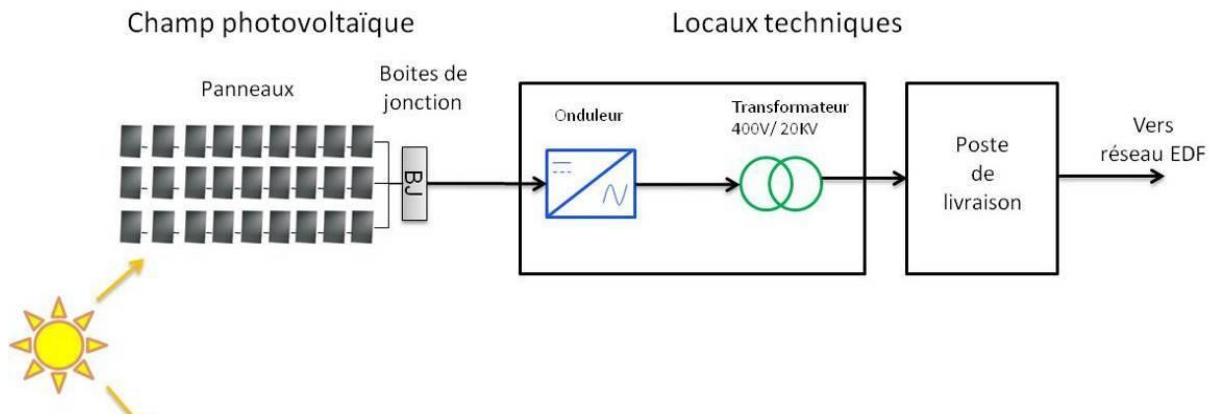 Champ photovoltaïque
Locaux techniques
Panneaux
Boites de
jonction
BJ
Onduleur
Transformateur
400V/ 20KV
Poste
de
livraison
Vers
réseau EDF